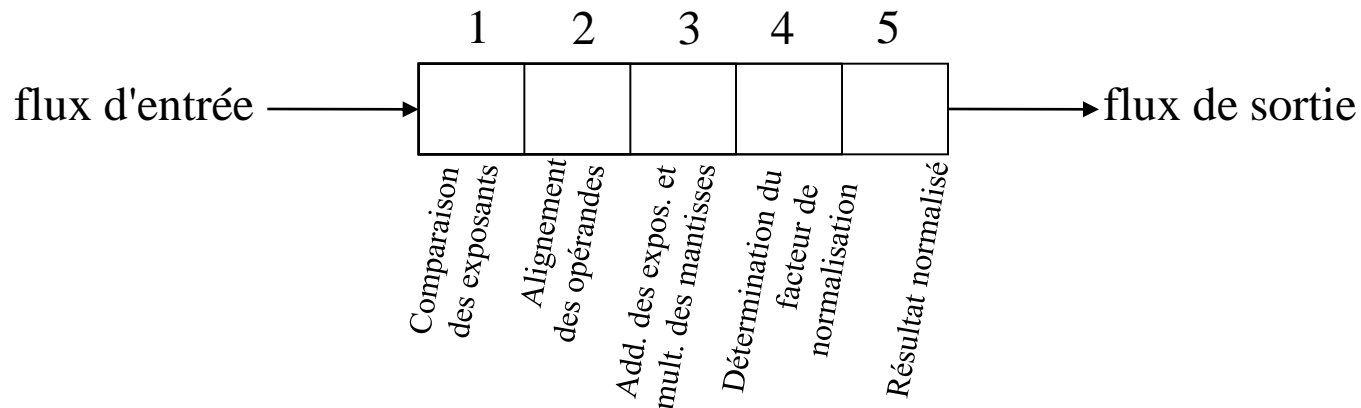 1 2 3 4 5
flux d'entrée
flux de sortie
Comparaison
des exposants
Alignement
des opérandes
Add. des expos. et
mult. des mantisses
Détermination du
facteur de
normalisation
Résultat normalisé